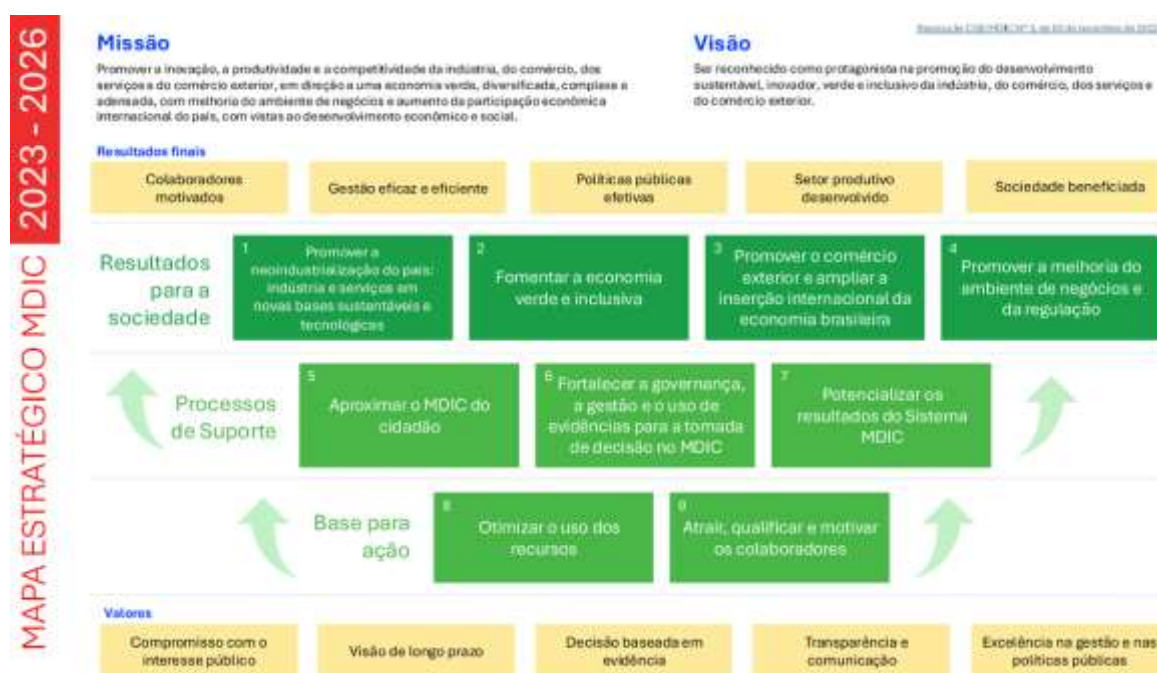 MAPA ESTRATÉGICO MDIC 2023 - 2026
Missão
Promover a inovação, a produtividade e a competitividade da indústria, do comércio, dos
serviços e do comércio exterior, em direção a uma economia verde, diversificada, complexa e
adensada, com melhoria do ambiente de negócios e aumento da participação econômica
internacional do país, com vistas ao desenvolvimento econômico e social.
Visão
Ser reconhecido como protagonista na promoção do desenvolvimento
sustentável, inovador, verde e inclusivo da indústria, do comércio, dos serviços e
do comércio exterior.
Resultados finais
Colaboradores
motivados
Gestão eficaz e eficiente
Políticas públicas
efetivas
Setor produtivo
desenvolvido
Sociedade beneficiada
Resultados
para a
sociedade
1
Promover a
neoindustrialização do país:
indústria e serviços em
novas bases sustentáveis e
tecnológicas
2
Fomentar a economia
verde e inclusiva
3
Promover o comércio
exterior e ampliar a
inserção internacional da
economia brasileira
4
Promover a melhoria do
ambiente de negócios e
da regulação
Processos
de Suporte
5
Aproximar o MDIC do
cidadão
6
Fortalecer a governança,
a gestão e o uso de
evidências para a tomada
de decisão no MDIC
7
Potencializar os
resultados do Sistema
MDIC
Base para
ação
8
Otimizar o uso dos
recursos
9
Atrair, qualificar e motivar
os colaboradores
Valores
Compromisso com o
interesse público
Visão de longo prazo
Decisão baseada em
evidência
Transparência e
comunicação
Excelência na gestão e nas
políticas públicas